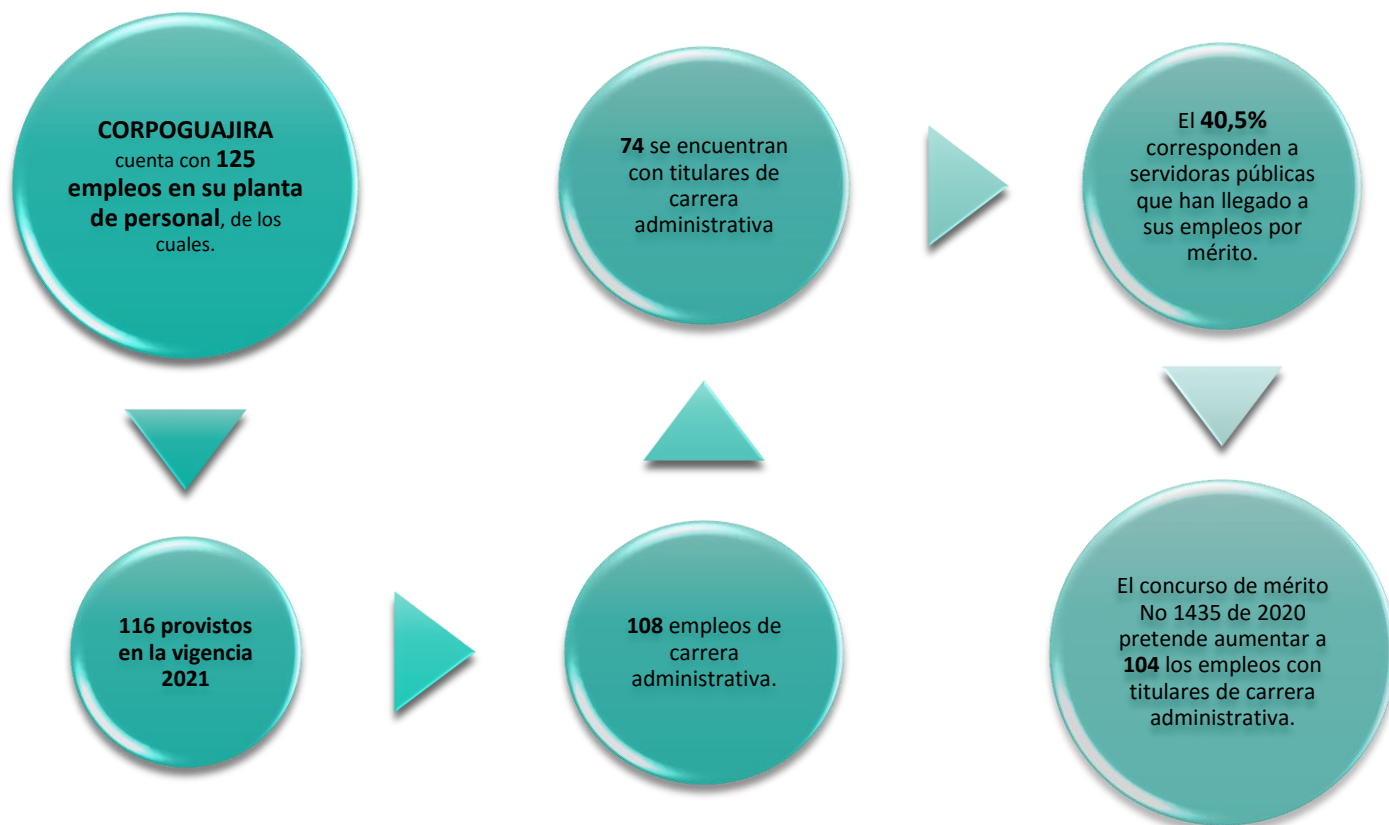 CORPOGUAJIRA
cuenta con 125
empleos en su planta
de personal, de los
cuales.
116 provistos
en la vigencia
2021
108 empleos de
carrera
administrativa.
74 se encuentran
con titulares de
carrera
administrativa
El 40,5%
corresponden a
servidoras públicas
que han llegado a
sus empleos por
mérito.
El concurso de mérito
No 1435 de 2020
pretende aumentar a
104 los empleos con
titulares de carrera
administrativa.